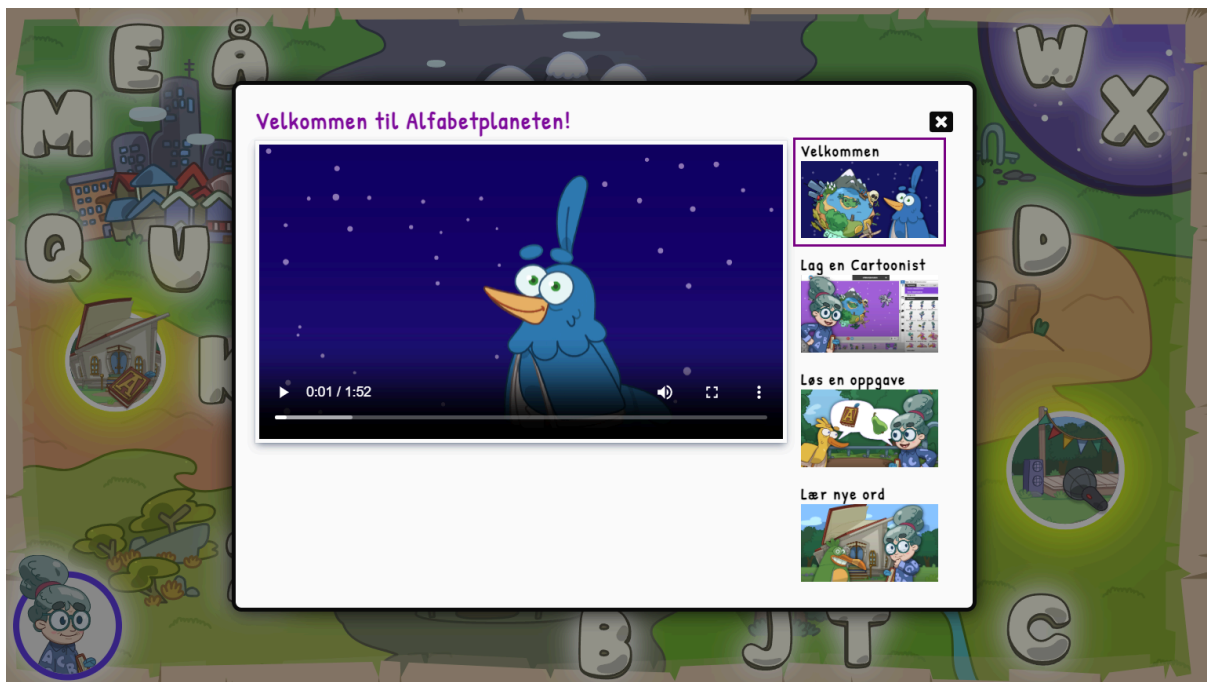 E Å
W
X
M
Velkommen til Alfabetplaneten!
Velkommen
Q U
D
Lag en Cartoonist
0:01 / 1:52
Løs en oppgave
A
Lær nye ord
B J T C